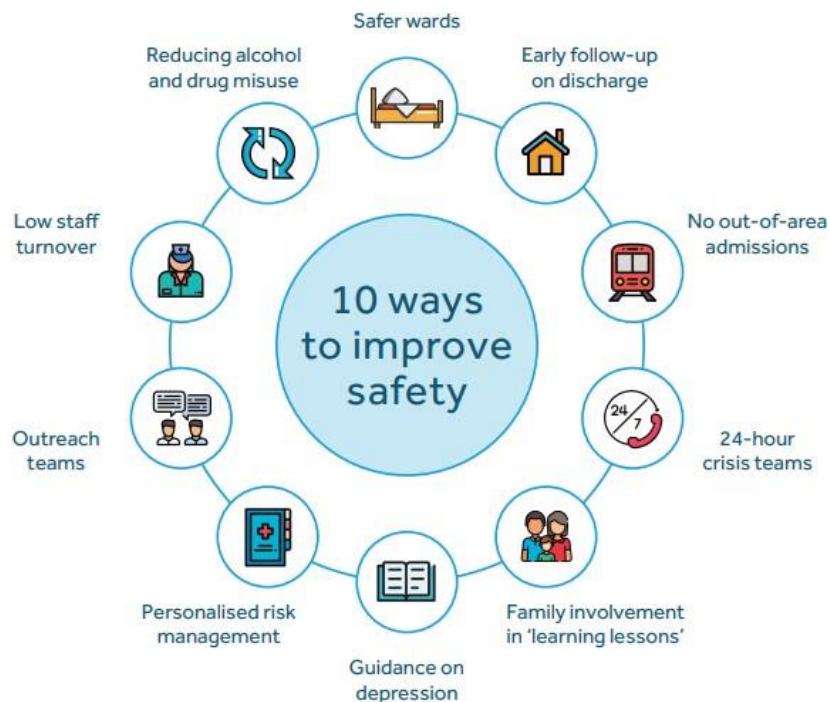 Safer wards
Early follow-up
on discharge
No out-of-area
admissions
24-hour
crisis teams
Family involvement
in ‘learning lessons’
Guidance on
depression
Personalised risk
management
Outreach
teams
Low staff
turnover
Reducing alcohol
and drug misuse
10 ways
to improve
safety
24
7